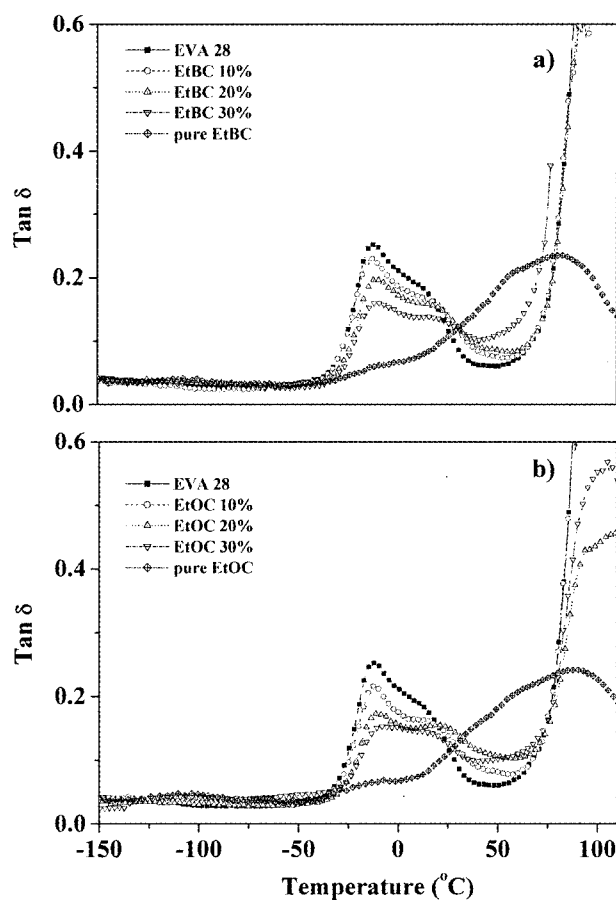 0.6
0.4
0.2
0.0
Tan δ
a)
EVA 28
EtBC 10%
EtBC 20%
EtBC 30%
pure EtBC
0.6
0.4
0.2
0.0
Tan δ
b)
EVA 28
EtOC 10%
EtOC 20%
EtOC 30%
pure EtOC
-150 -100 -50 0 50 100
Temperature (°C)